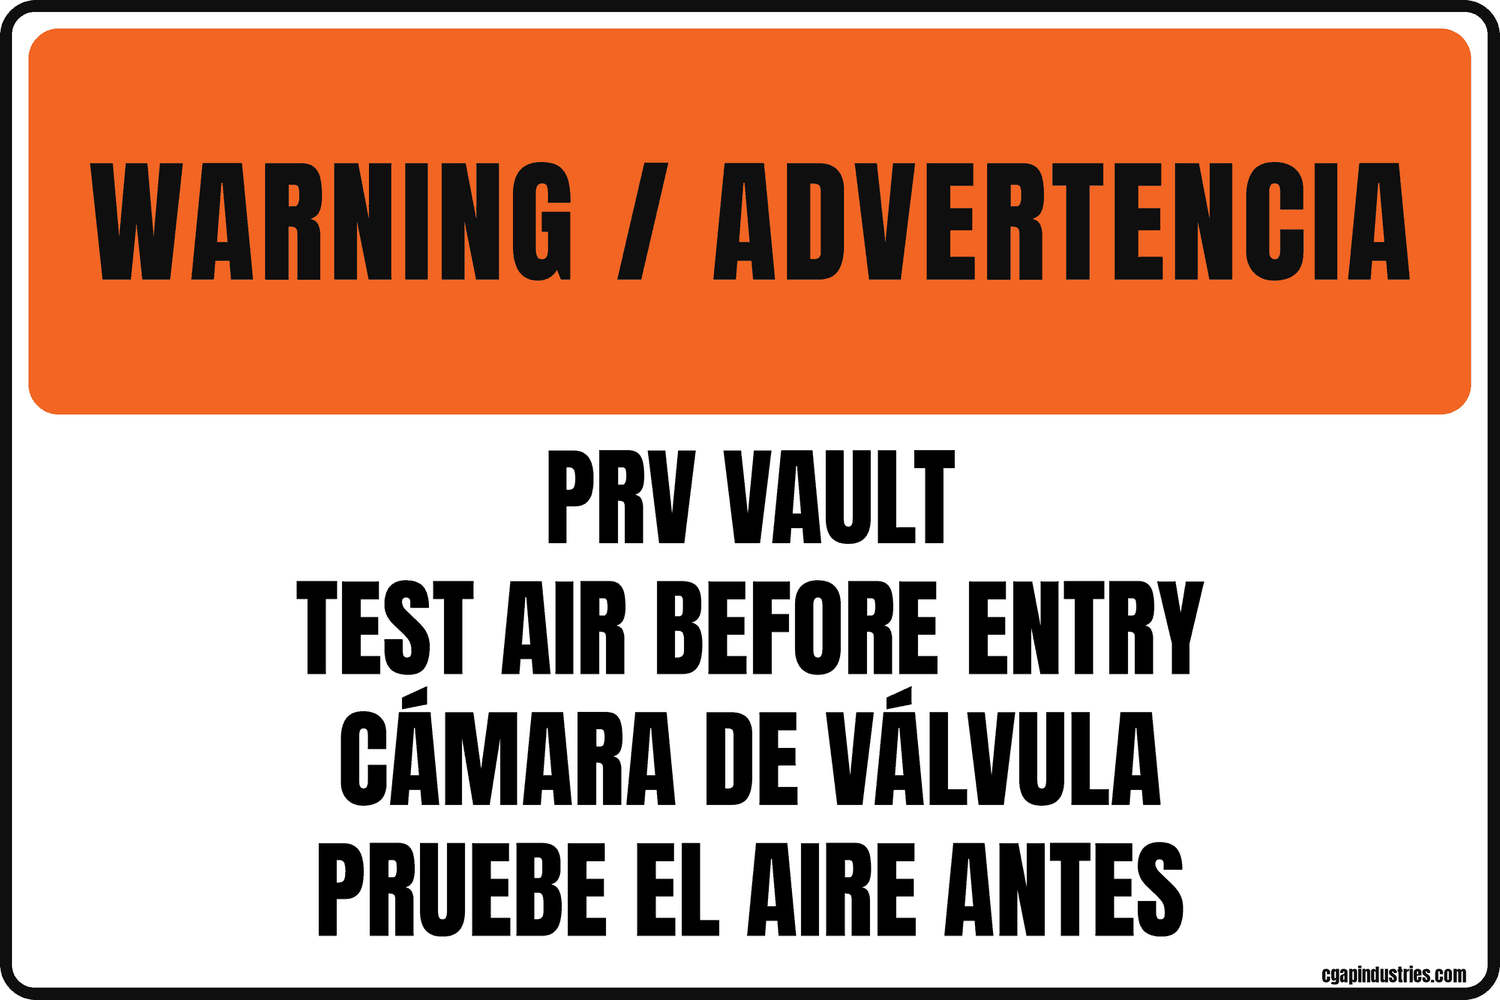 WARNING / ADVERTENCIA
PRV VAULT
TEST AIR BEFORE ENTRY
CÁMARA DE VÁLVULA
PRUEBE EL AIRE ANTES
cgapindustries.com